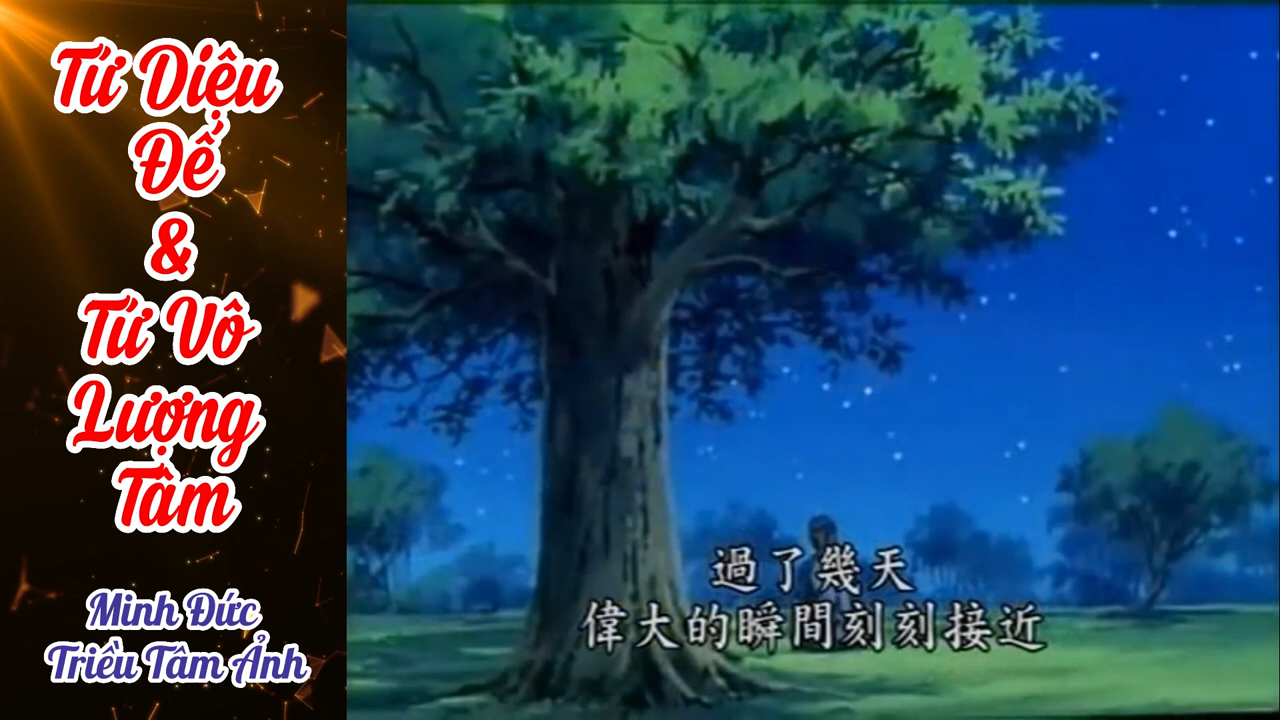 Tứ Diệu
Đế
&
Tứ Vô
Lượng
Tâm
Minh Đức
Triều Tâm Ảnh
過了幾天
偉大的瞬間刻刻接近